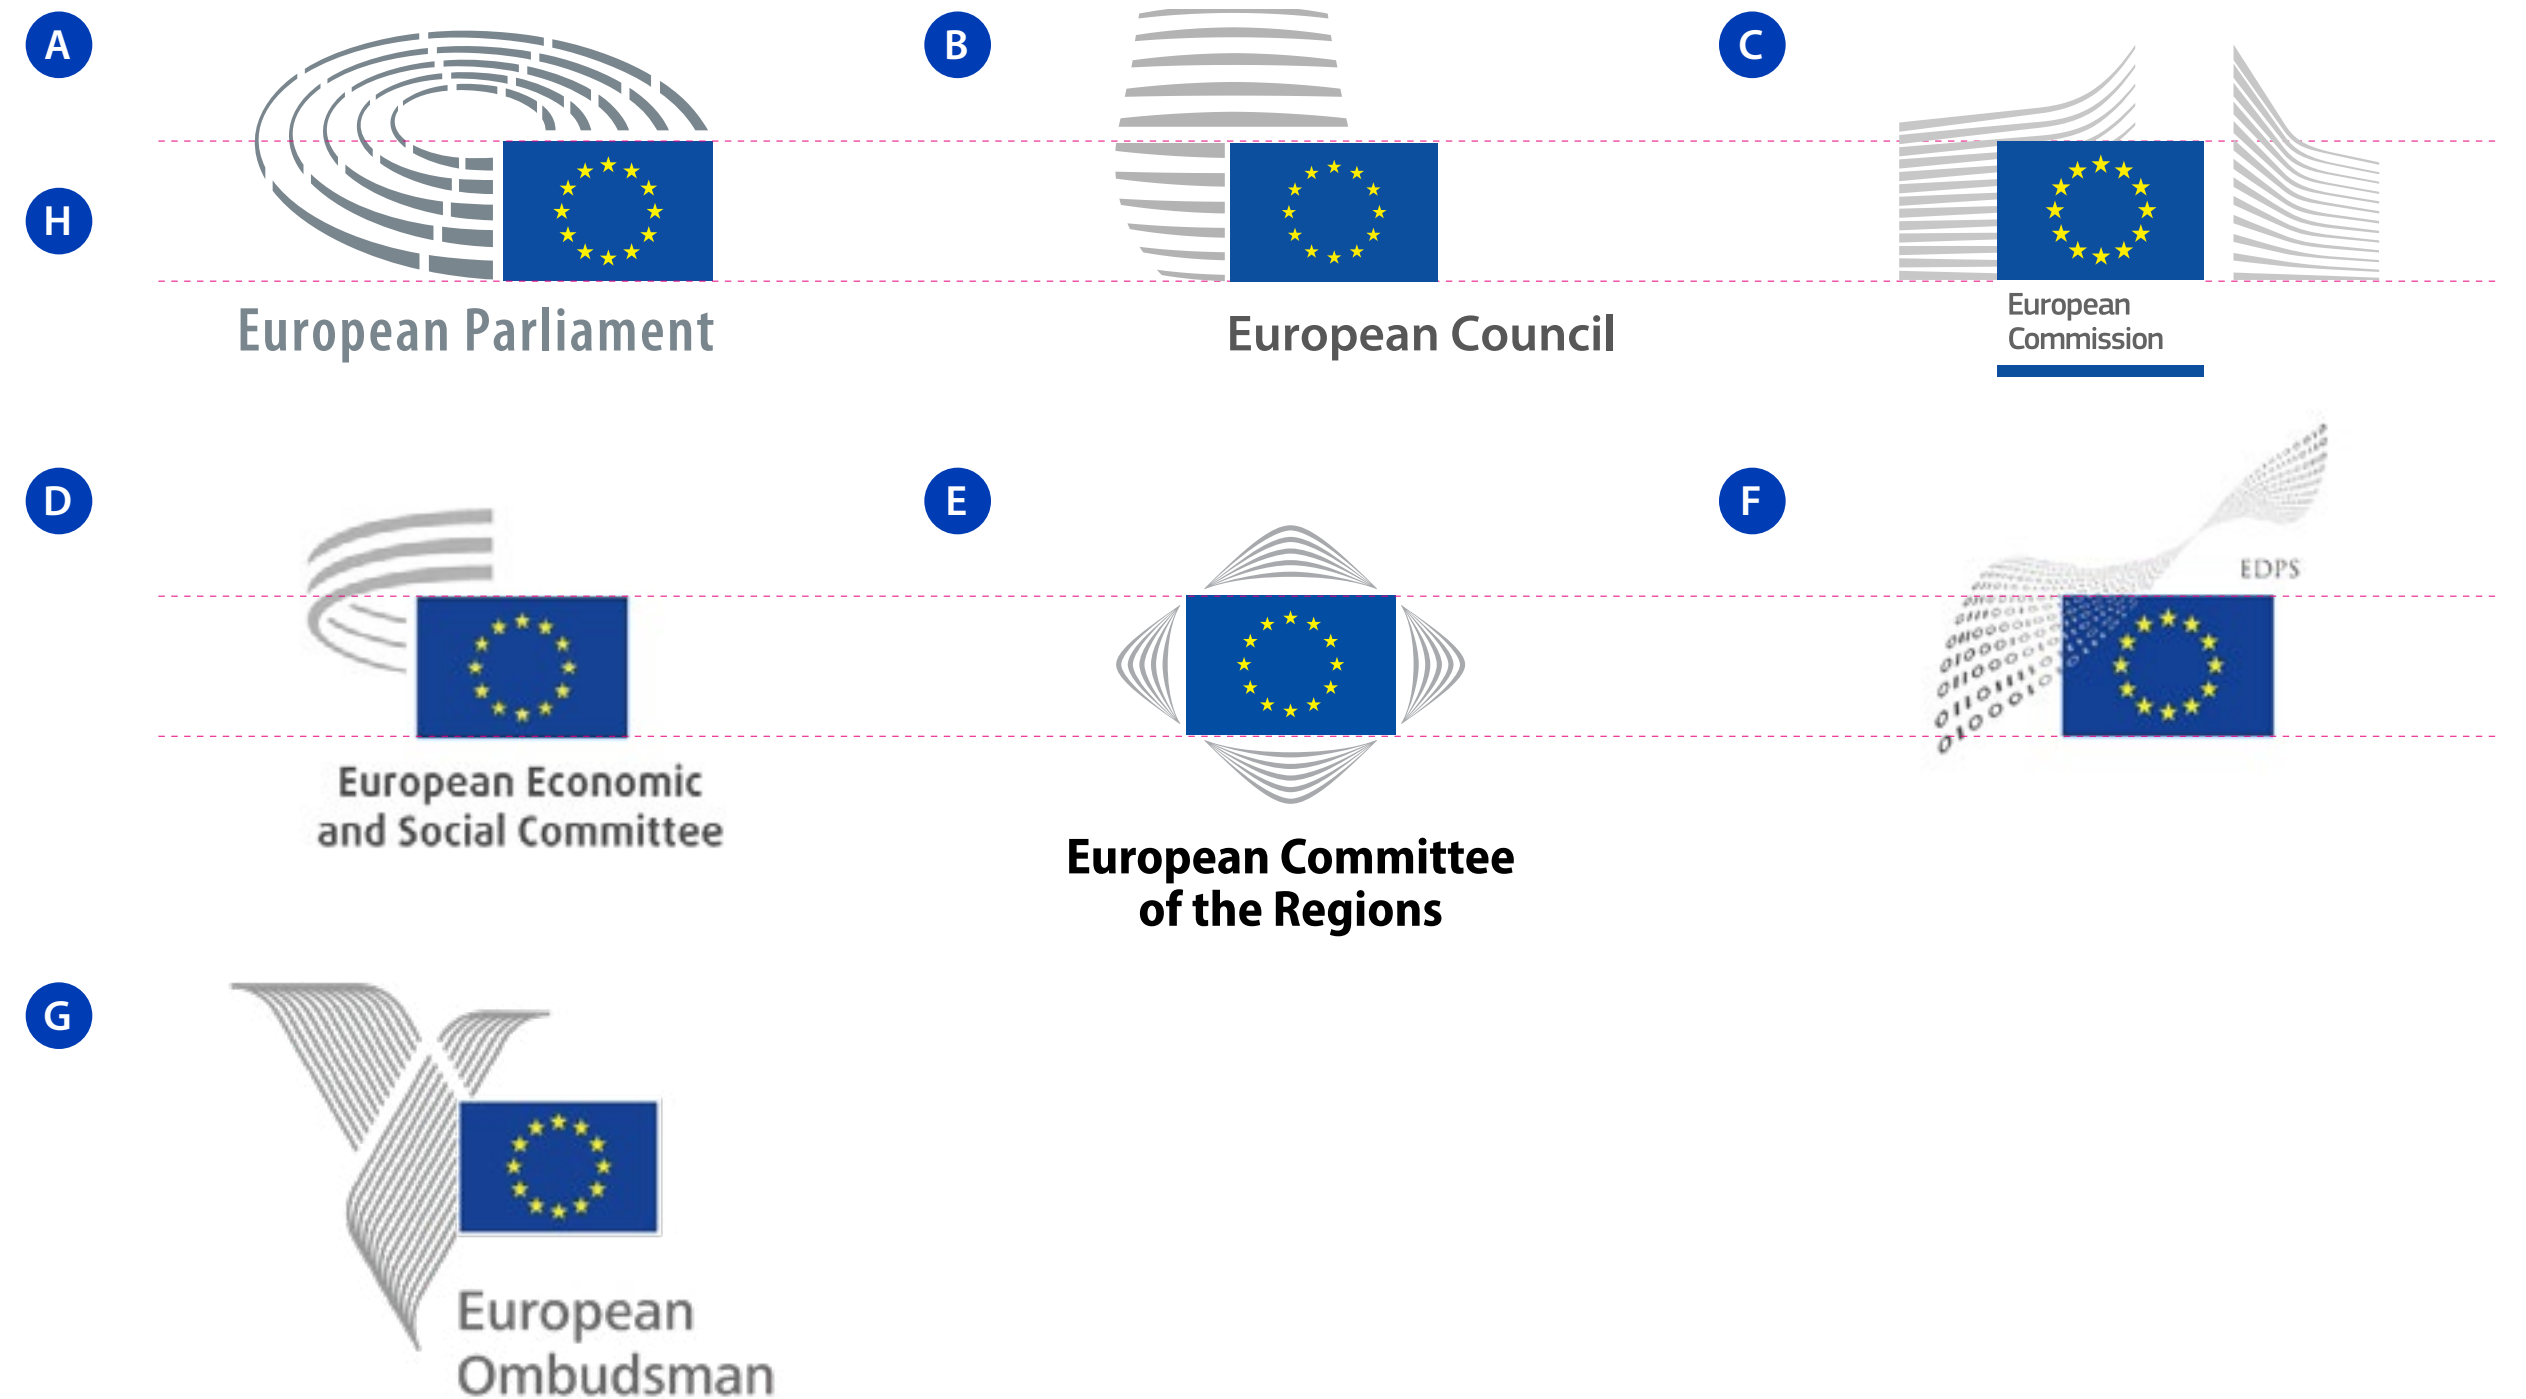 A
B
C
H
European Parliament
European Council
European
Commission
D
E
F
EDPS
European Economic
and Social Committee
European Committee
of the Regions
G
European
Ombudsman